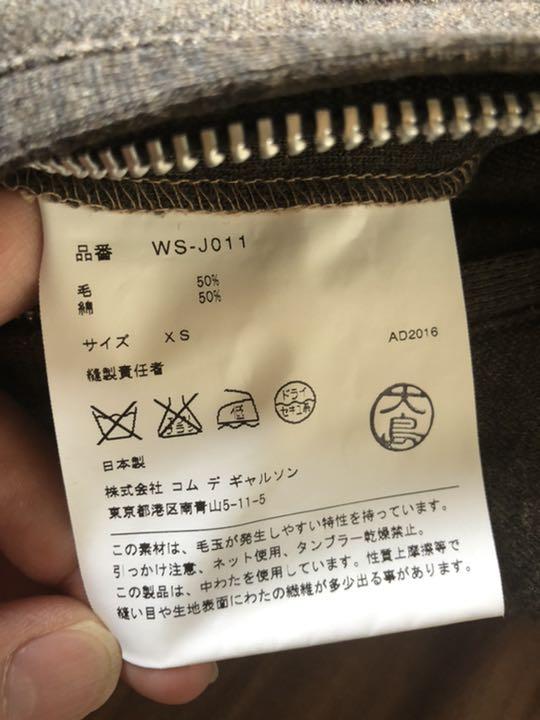 品番 WS-J011
毛 50%
綿 50%
サイズ XS
AD2016
縫製責任者
エンソ
低
ドライ
セキユ系
大島
日本製
株式会社 コム デ ギャルソン
東京都港区南青山5-11-5
この素材は、毛玉が発生しやすい特性を持っています。
引っかけ注意、ネット使用、タンブラー乾燥禁止。
この製品は、中わたを使用しています。性質上摩擦等で
縫い目や生地表面にわたの繊維が多少出る事があります。